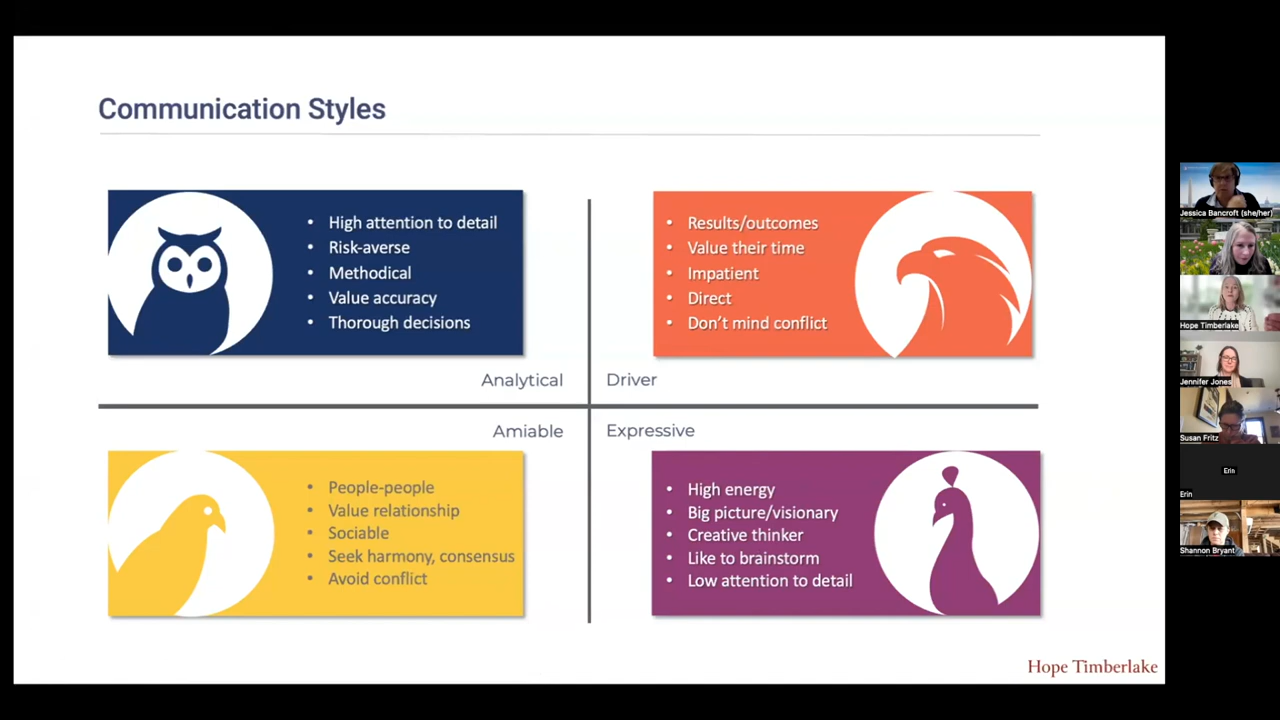 Communication Styles
• High attention to detail
• Risk-averse
• Methodical
• Value accuracy
• Thorough decisions
Analytical
• Results/outcomes
• Value their time
• Impatient
• Direct
• Don't mind conflict
Driver
Amiable
• People-people
• Value relationship
• Sociable
• Seek harmony, consensus
• Avoid conflict
Expressive
• High energy
• Big picture/visionary
• Creative thinker
• Like to brainstorm
• Low attention to detail
Hope Timberlake
Jessica Bancroft (she/her)
Hope Timberlake
Jennifer Jones
Susan Fritz
Erin
Erin
Shannon Bryant